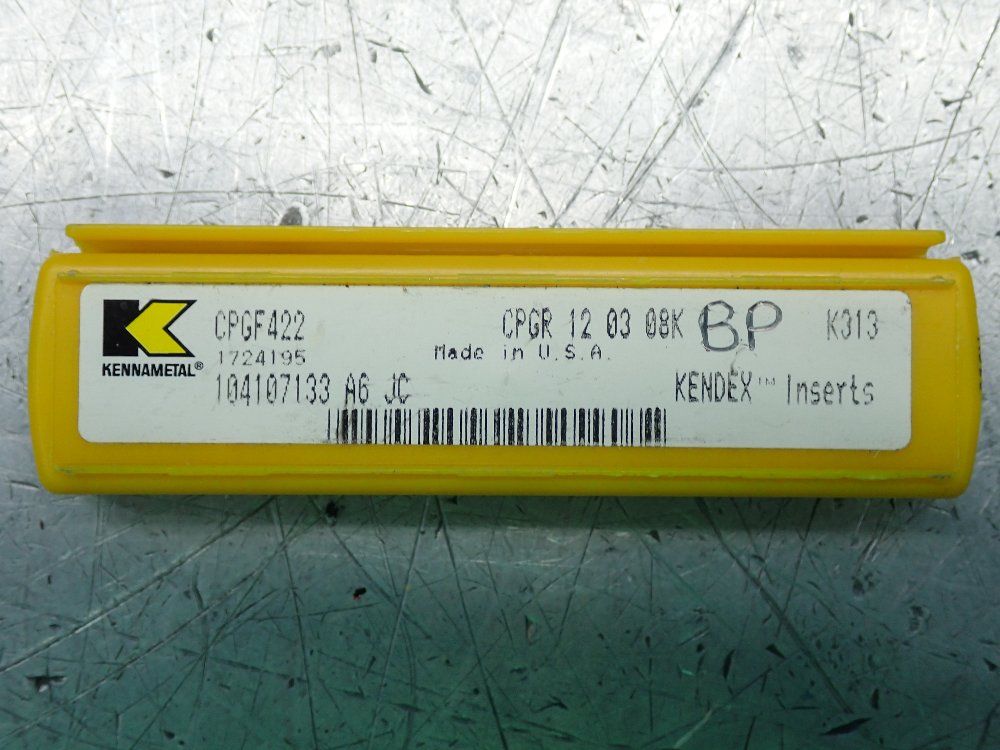 CPGF422 CPGR 12 03 08K BP K313
1724195 Made in U.S.A.
KENNAMETAL®
104107133 A6 JC KENDEX™ Inserts